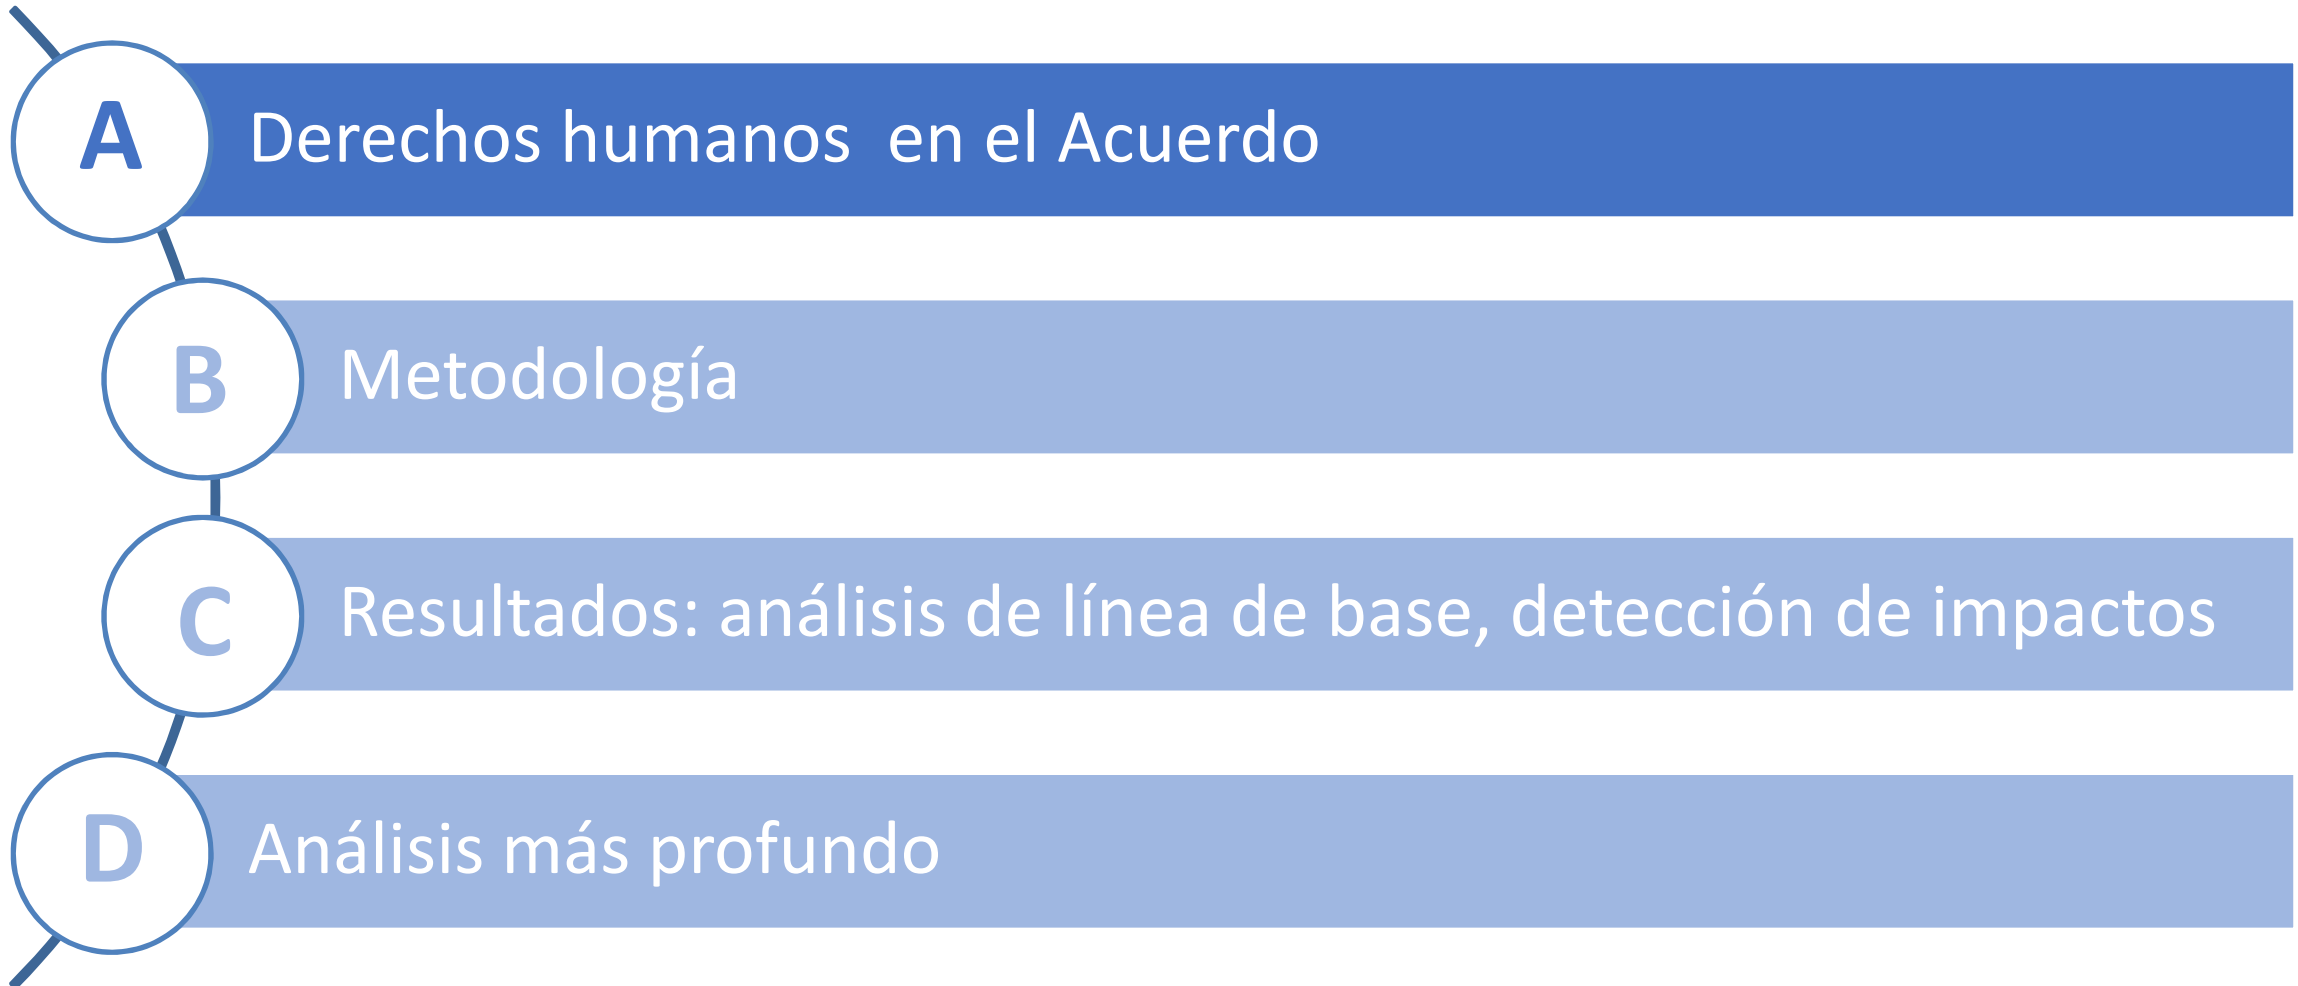 A
Derechos humanos  en el Acuerdo
B
Metodología
C
Resultados: análisis de línea de base, detección de impactos
D
Análisis más profundo